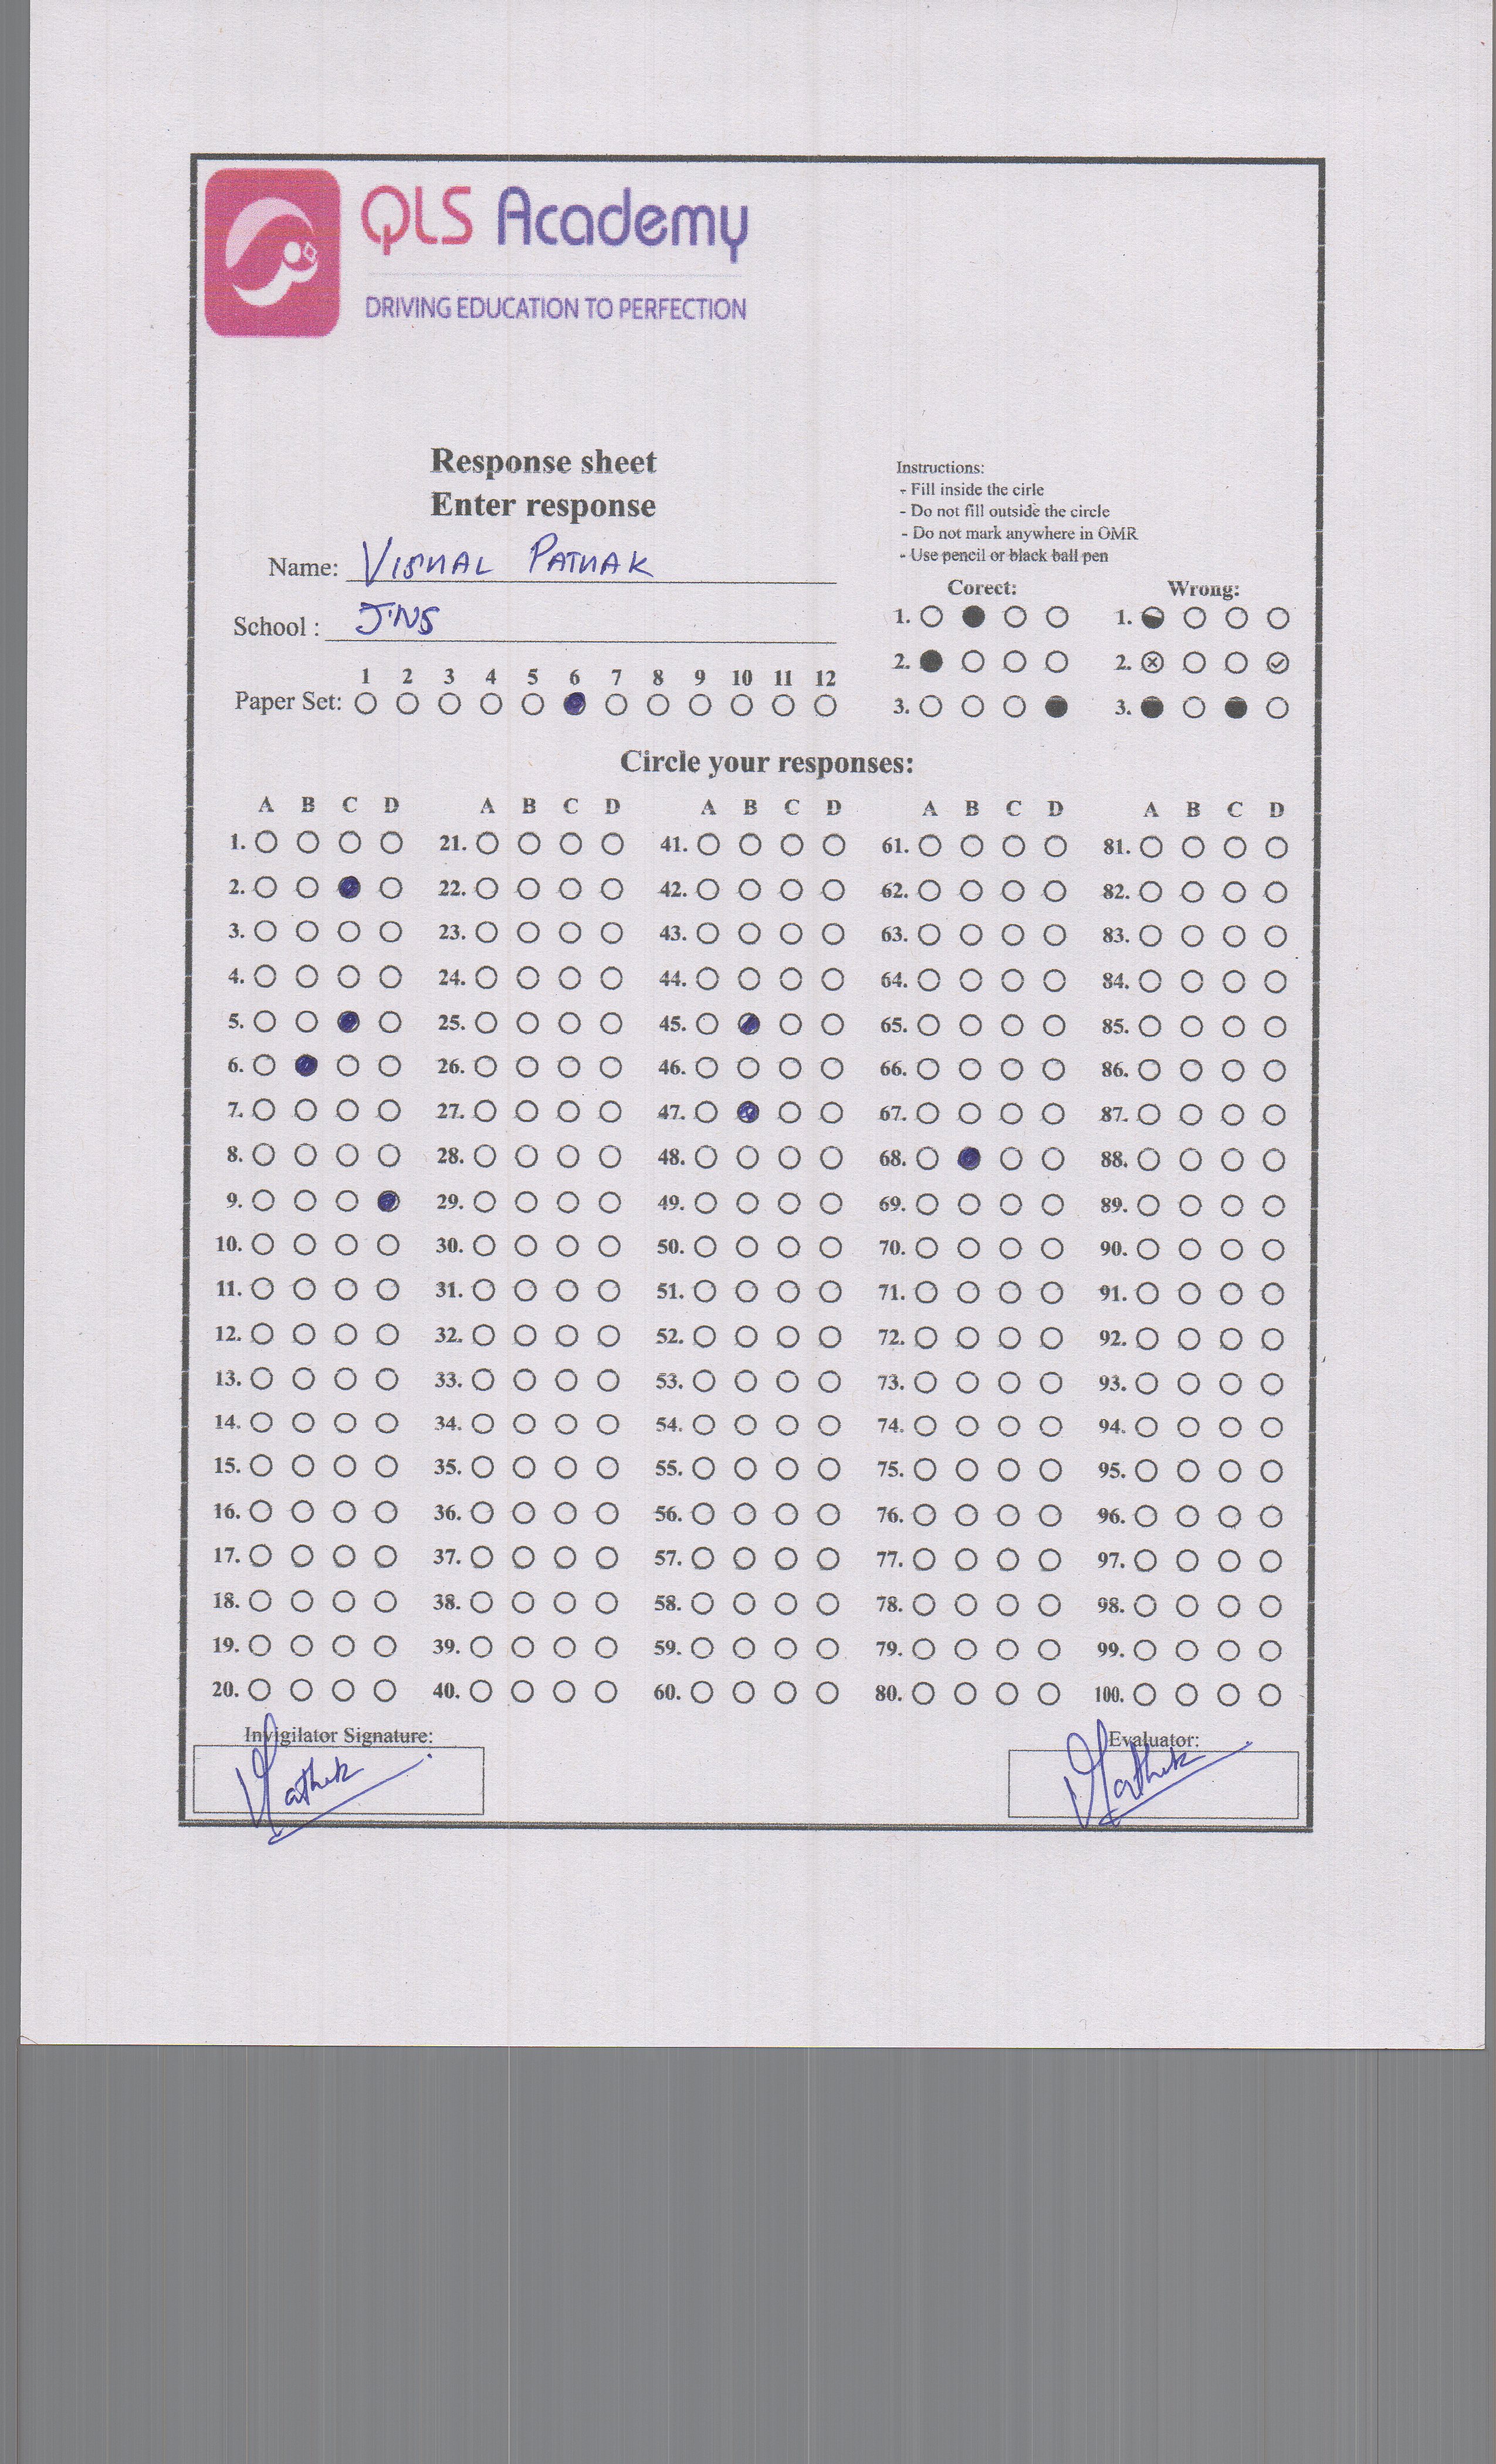 QLS Academy
DRIVING EDUCATION TO PERFECTION
Response sheet
Enter response
Name: VISHAL PATHAK
School : JNS
1 2 3 4 5 6 7 8 9 10 11 12
Paper Set:
Instructions:
- Fill inside the cirle
- Do not fill outside the circle
- Do not mark anywhere in OMR
- Use pencil or black ball pen
Corect: Wrong:
1. 1.
2. 2.
3. 3.
Circle your responses:
A B C D A B C D A B C D A B C D A B C D
1. 21. 41. 61. 81.
2. 22. 42. 62. 82.
3. 23. 43. 63. 83.
4. 24. 44. 64. 84.
5. 25. 45. 65. 85.
6. 26. 46. 66. 86.
7. 27. 47. 67. 87.
8. 28. 48. 68. 88.
9. 29. 49. 69. 89.
10. 30. 50. 70. 90.
11. 31. 51. 71. 91.
12. 32. 52. 72. 92.
13. 33. 53. 73. 93.
14. 34. 54. 74. 94.
15. 35. 55. 75. 95.
16. 36. 56. 76. 96.
17. 37. 57. 77. 97.
18. 38. 58. 78. 98.
19. 39. 59. 79. 99.
20. 40. 60. 80. 100.
Invigilator Signature: Evaluator: